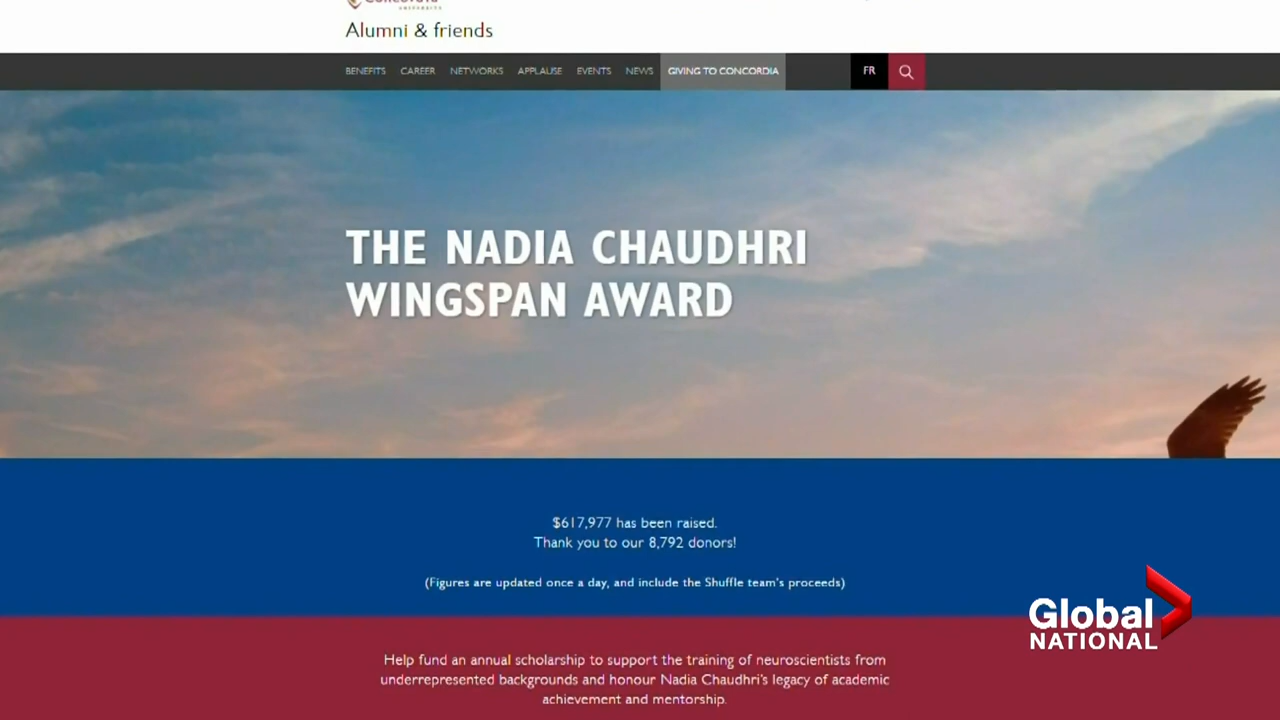 Alumni & friends
BENEFITS CAREER NETWORKS APPLAUSE EVENTS NEWS GIVING TO CONCORDIA FR
THE NADIA CHAUDHRI
WINGSPAN AWARD
$617,977 has been raised.
Thank you to our 8,792 donors!
(Figures are updated once a day, and include the Shuffle team's proceeds)
Global
NATIONAL
Help fund an annual scholarship to support the training of neuroscientists from
underrepresented backgrounds and honour Nadia Chaudhri's legacy of academic
achievement and mentorship.